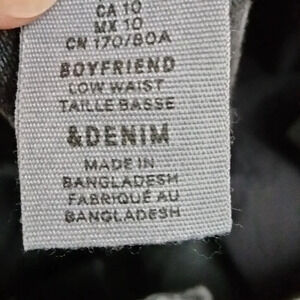 CA 10
MX 10
CN 170/80A
BOYFRIEND
LOW WAIST
TAILLE BASSE
&DENIM
MADE IN
BANGLADESH
FABRIQUÉ AU
BANGLADESH